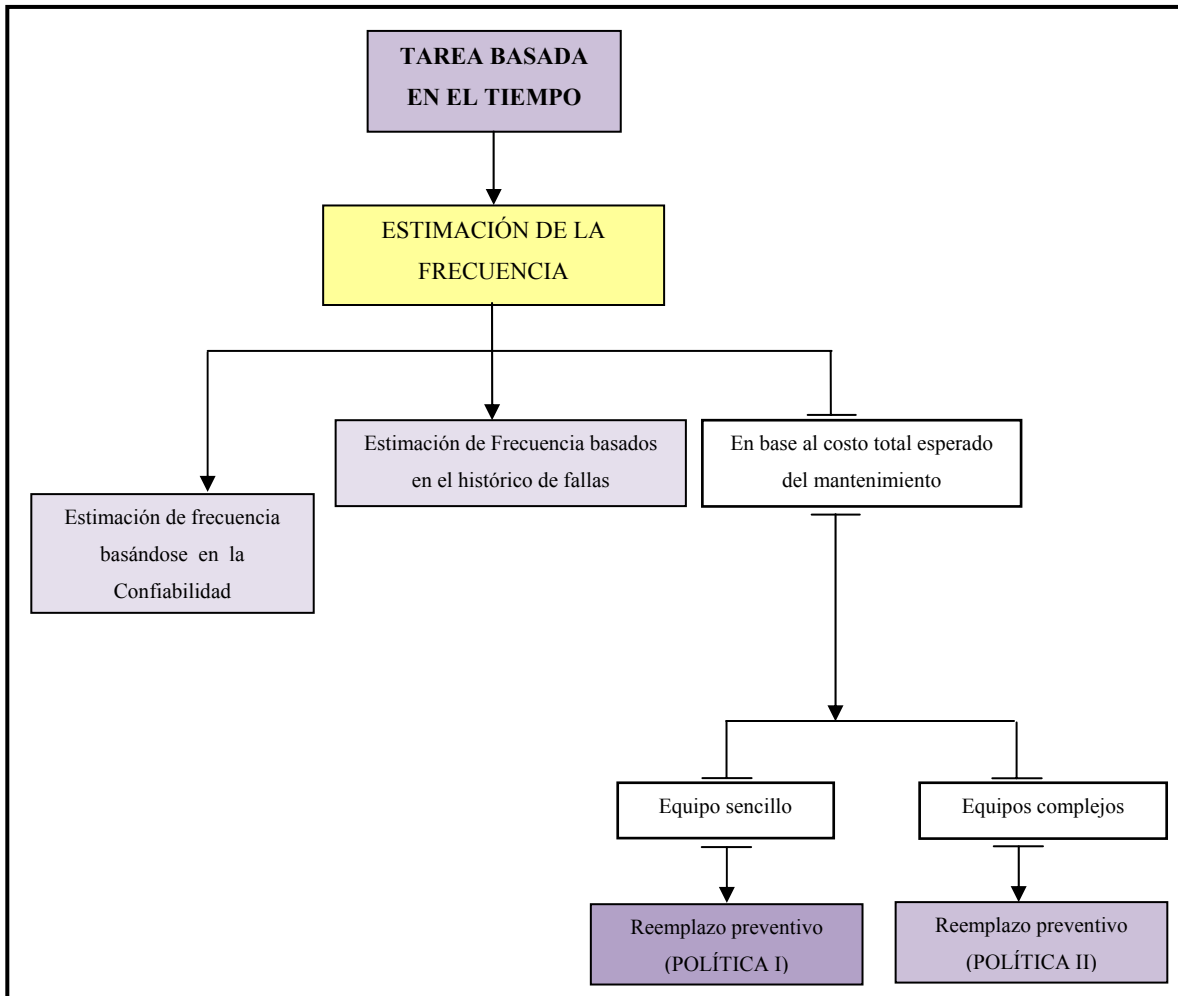 TAREA BASADA
EN EL TIEMPO
ESTIMACIÓN DE LA
FRECUENCIA
Estimación de frecuencia
basándose en la
Confiabilidad
Estimación de Frecuencia basados
en el histórico de fallas
En base al costo total esperado
del mantenimiento
Equipo sencillo
Equipos complejos
Reemplazo preventivo
(POLÍTICA I)
Reemplazo preventivo
(POLÍTICA II)